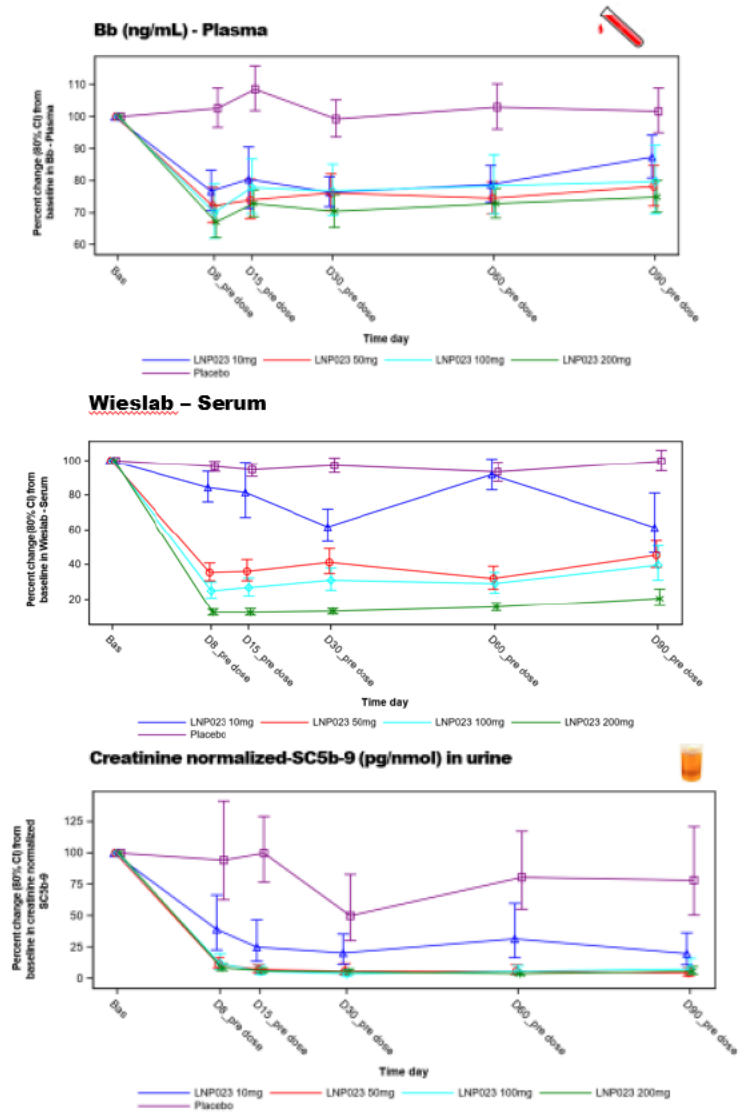 Bb (ng/mL) - Plasma
Percent change (80% CI) from
baseline in Bb - Plasma
110
100
90
80
70
60
Bas
D8_pre dose
D15_pre dose
D30_pre dose
D60_pre dose
D90_pre dose
Time day
LNP023 10mg
LNP023 50mg
LNP023 100mg
LNP023 200mg
Placebo
Wieslab – Serum
Percent change (80% CI) from
baseline in Wieslab - Serum
100
80
60
40
20
Bas
D8_pre dose
D15_pre dose
D30_pre dose
D60_pre dose
D90_pre dose
Time day
LNP023 10mg
LNP023 50mg
LNP023 100mg
LNP023 200mg
Placebo
Creatinine normalized-SC5b-9 (pg/nmol) in urine
Percent change (80% CI) from
baseline in creatinine normalized
SC5b-9
125
100
75
50
25
0
Bas
D8_pre dose
D15_pre dose
D30_pre dose
D60_pre dose
D90_pre dose
Time day
LNP023 10mg
LNP023 50mg
LNP023 100mg
LNP023 200mg
Placebo